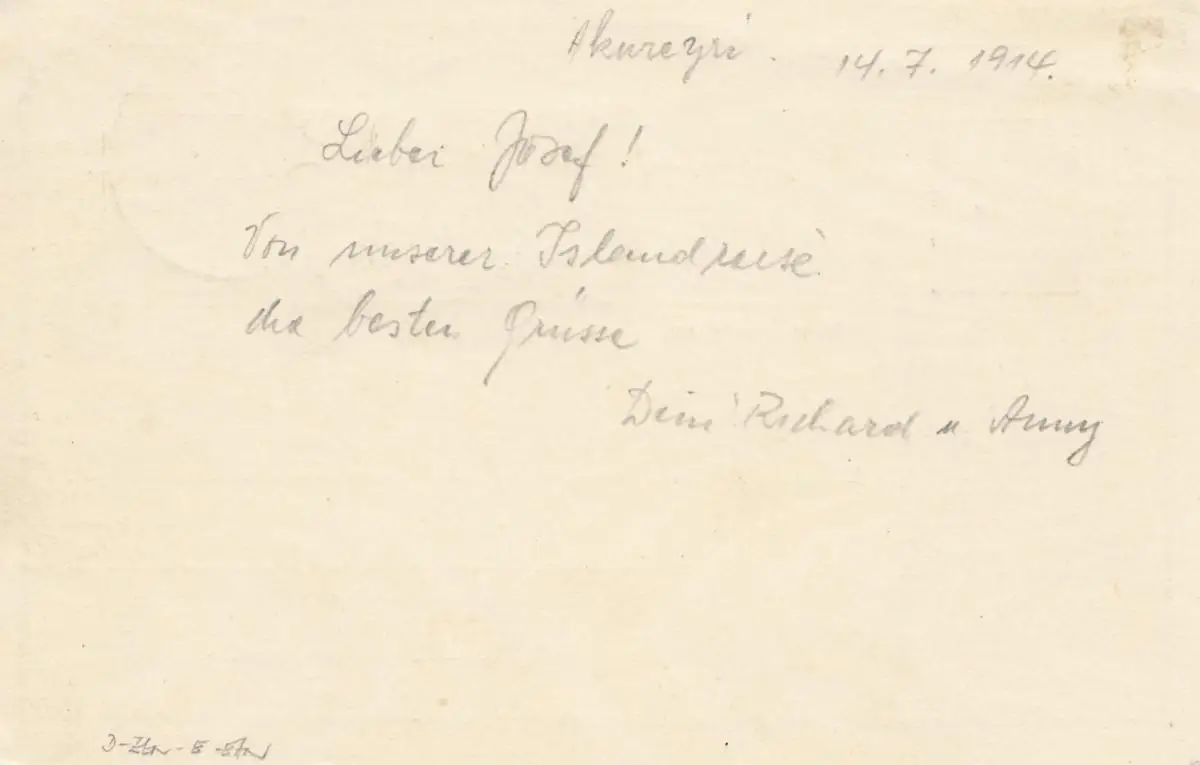 Akureyri. 14. 7. 1914.
Lieber Josef!
Von unserer Islandreise
die besten Grüsse
Dein Richard u Anny